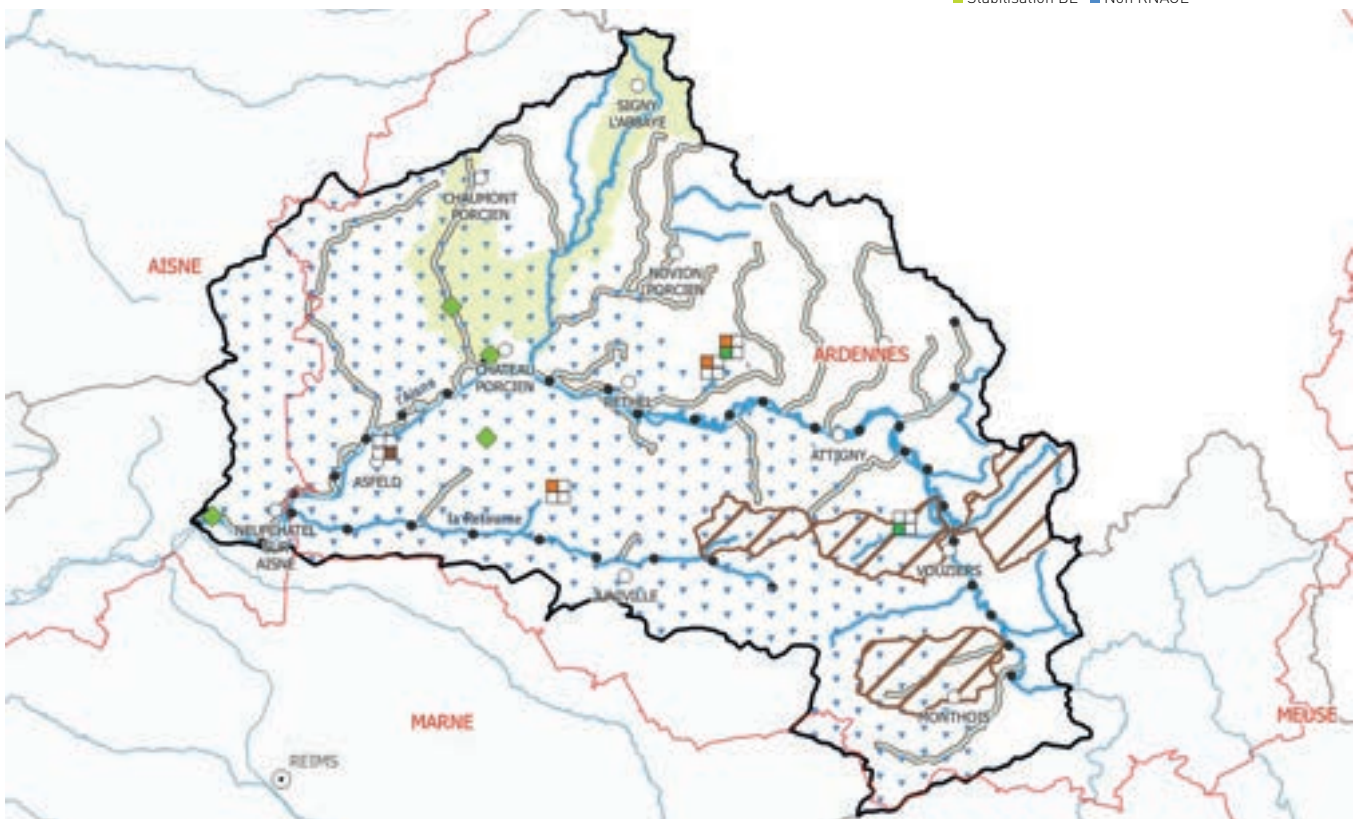 Stabilisation BE Non RNAOE
SIGNY
L'ABBAYE
CHAUMONT
PORCIEN
AISNE
NOVION
PORCIEN
ARDENNES
CHATEAU
PORCIEN
l'Aisne
RETHEL
ATTIGNY
ASFELD
la Retourne
NEUFCHATEL
SUR
AISNE
VOUZIERS
JUNIVILLE
MARNE
MONTHOIS
MEUSE
REIMS